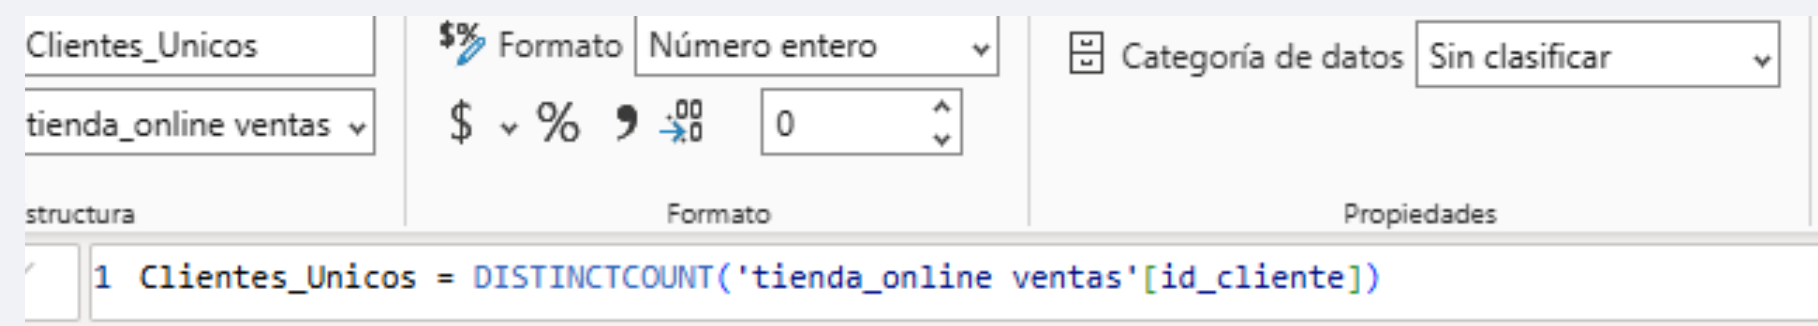 Clientes_Unicos
$% Formato Número entero
Categoría de datos Sin clasificar
tienda_online ventas
$ % , .00 .0 0
structura
Formato
Propiedades
1 Clientes_Unicos = DISTINCTCOUNT('tienda_online ventas'[id_cliente])